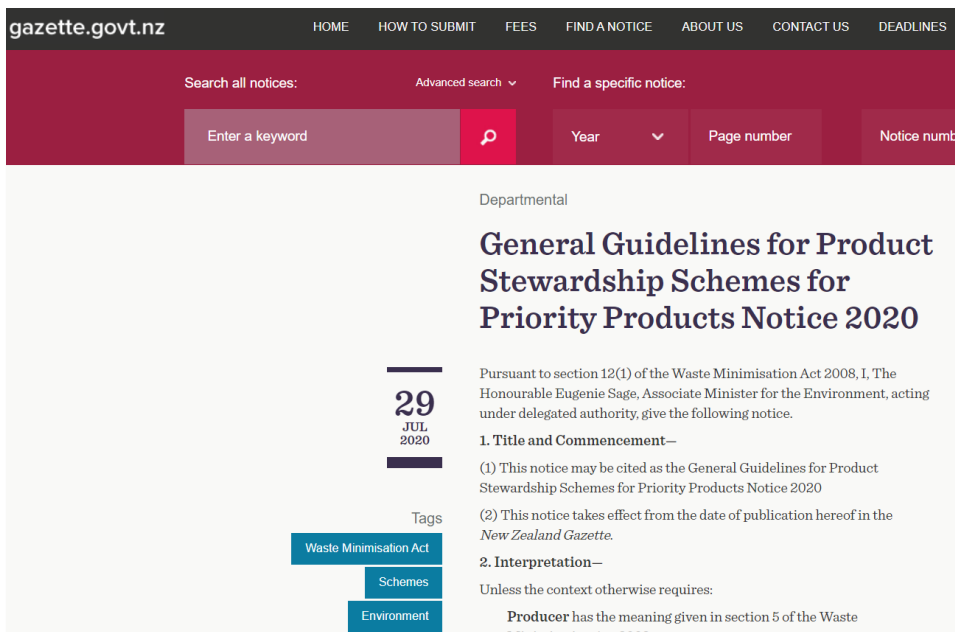 gazette.govt.nz
HOME HOW TO SUBMIT FEES FIND A NOTICE ABOUT US CONTACT US DEADLINES
Search all notices: Advanced search Find a specific notice:
Enter a keyword Year Page number Notice numb
Departmental
General Guidelines for Product
Stewardship Schemes for
Priority Products Notice 2020
29
JUL
2020
Pursuant to section 12(1) of the Waste Minimisation Act 2008, I, The
Honourable Eugenie Sage, Associate Minister for the Environment, acting
under delegated authority, give the following notice.
1. Title and Commencement—
(1) This notice may be cited as the General Guidelines for Product
Stewardship Schemes for Priority Products Notice 2020
(2) This notice takes effect from the date of publication hereof in the
New Zealand Gazette.
2. Interpretation—
Unless the context otherwise requires:
Producer has the meaning given in section 5 of the Waste
Tags
Waste Minimisation Act
Schemes
Environment